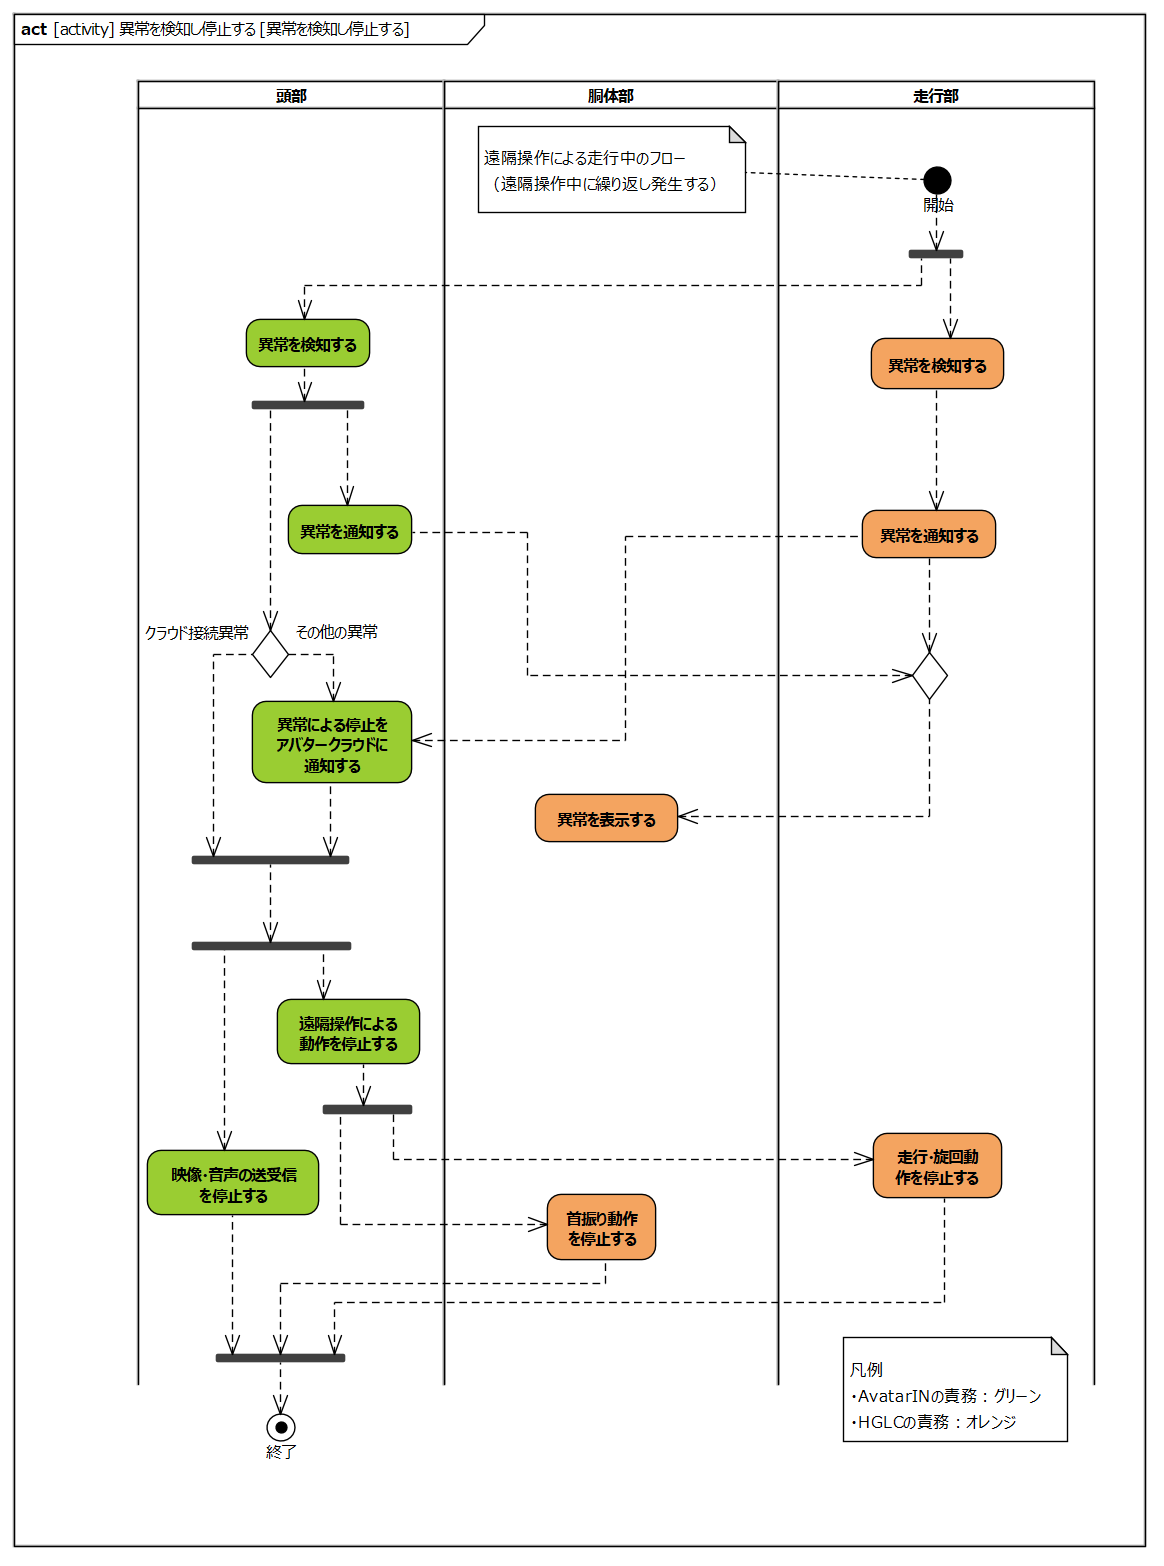 act [activity] 異常を検知し停止する [異常を検知し停止する]
頭部
胴体部
走行部
遠隔操作による走行中のフロー
（遠隔操作中に繰り返し発生する）
開始
異常を検知する
異常を検知する
異常を通知する
異常を通知する
クラウド接続異常
その他の異常
異常による停止を
アバタークラウドに
通知する
異常を表示する
遠隔操作による
動作を停止する
映像・音声の送受信
を停止する
走行・旋回動
作を停止する
首振り動作
を停止する
凡例
・AvatarINの責務：グリーン
・HGLCの責務：オレンジ
終了